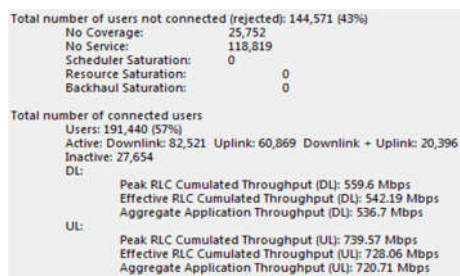 Total number of users not connected (rejected): 144,571 (43%)
No Coverage: 25,752
No Service: 118,819
Scheduler Saturation: 0
Resource Saturation: 0
Backhaul Saturation: 0
Total number of connected users
Users: 191,440 (57%)
Active: Downlink: 82,521 Uplink: 60,869 Downlink + Uplink: 20,396
Inactive: 27,654
DL:
Peak RLC Cumulated Throughput (DL): 559.6 Mbps
Effective RLC Cumulated Throughput (DL): 542.19 Mbps
Aggregate Application Throughput (DL): 536.7 Mbps
UL:
Peak RLC Cumulated Throughput (UL): 739.57 Mbps
Effective RLC Cumulated Throughput (UL): 728.06 Mbps
Aggregate Application Throughput (UL): 720.71 Mbps